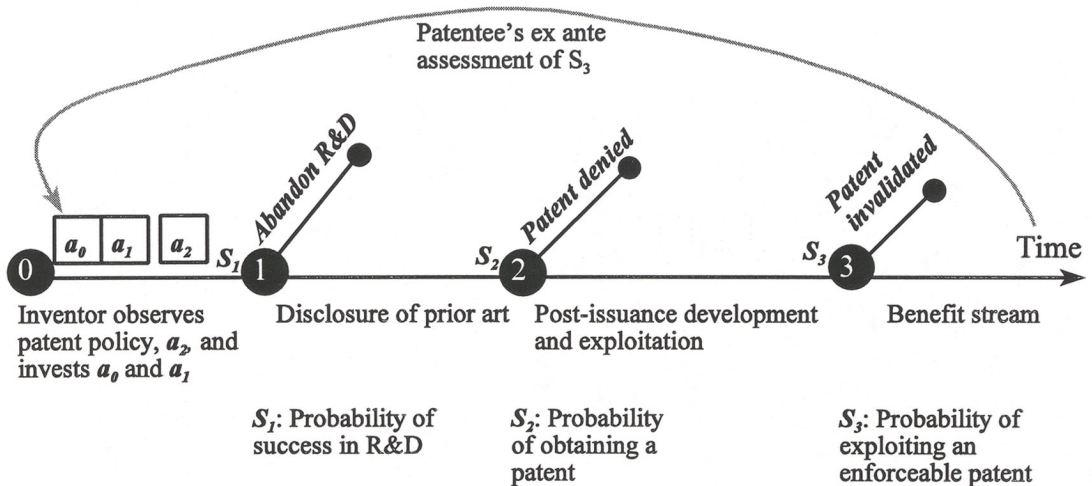 Patentee's ex ante
assessment of S3
Abandon R&D
Patent denied
Patent
invalidated
a0 a1 a2
Time
0 S1 1 S2 2 S3 3
Inventor observes
patent policy, a2, and
invests a0 and a1
Disclosure of prior art
Post-issuance development
and exploitation
Benefit stream
S1: Probability of
success in R&D
S2: Probability
of obtaining a
patent
S3: Probability of
exploiting an
enforceable patent